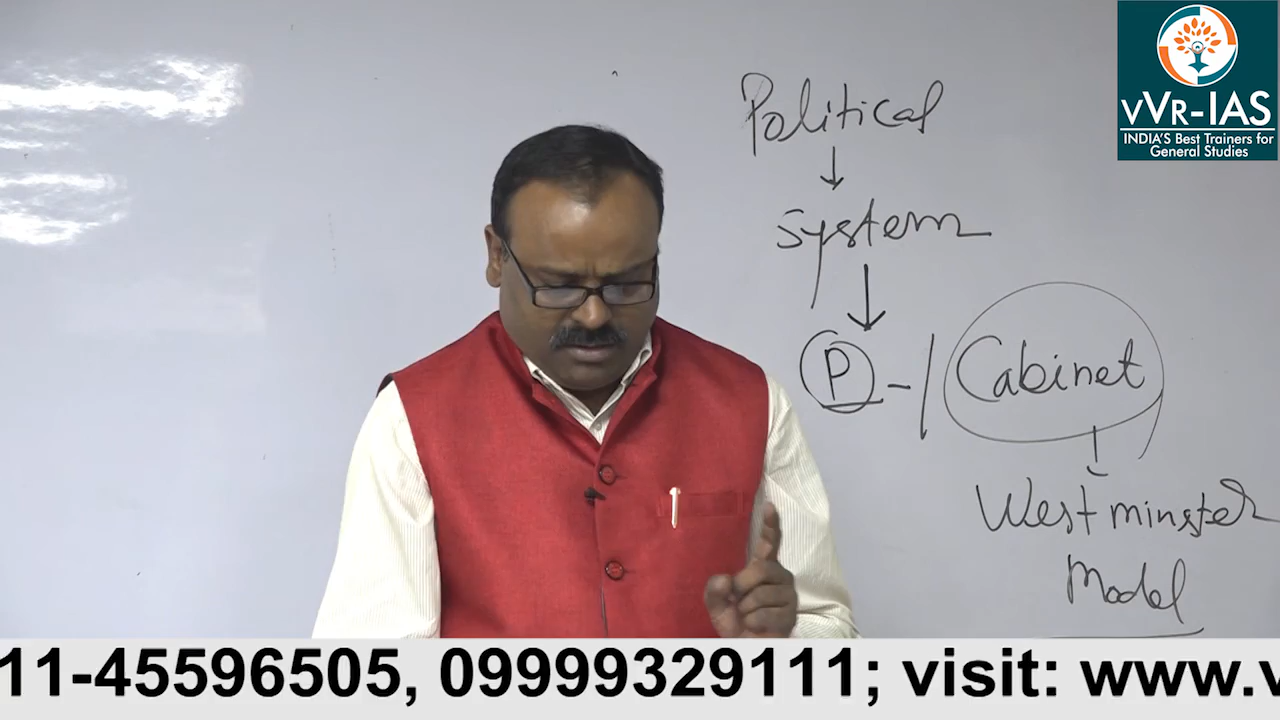 Political
System
P - / Cabinet
Westminster
Model
VVR-IAS
INDIA'S Best Trainers for
General Studies
11-45596505, 09999329111; visit: www.v